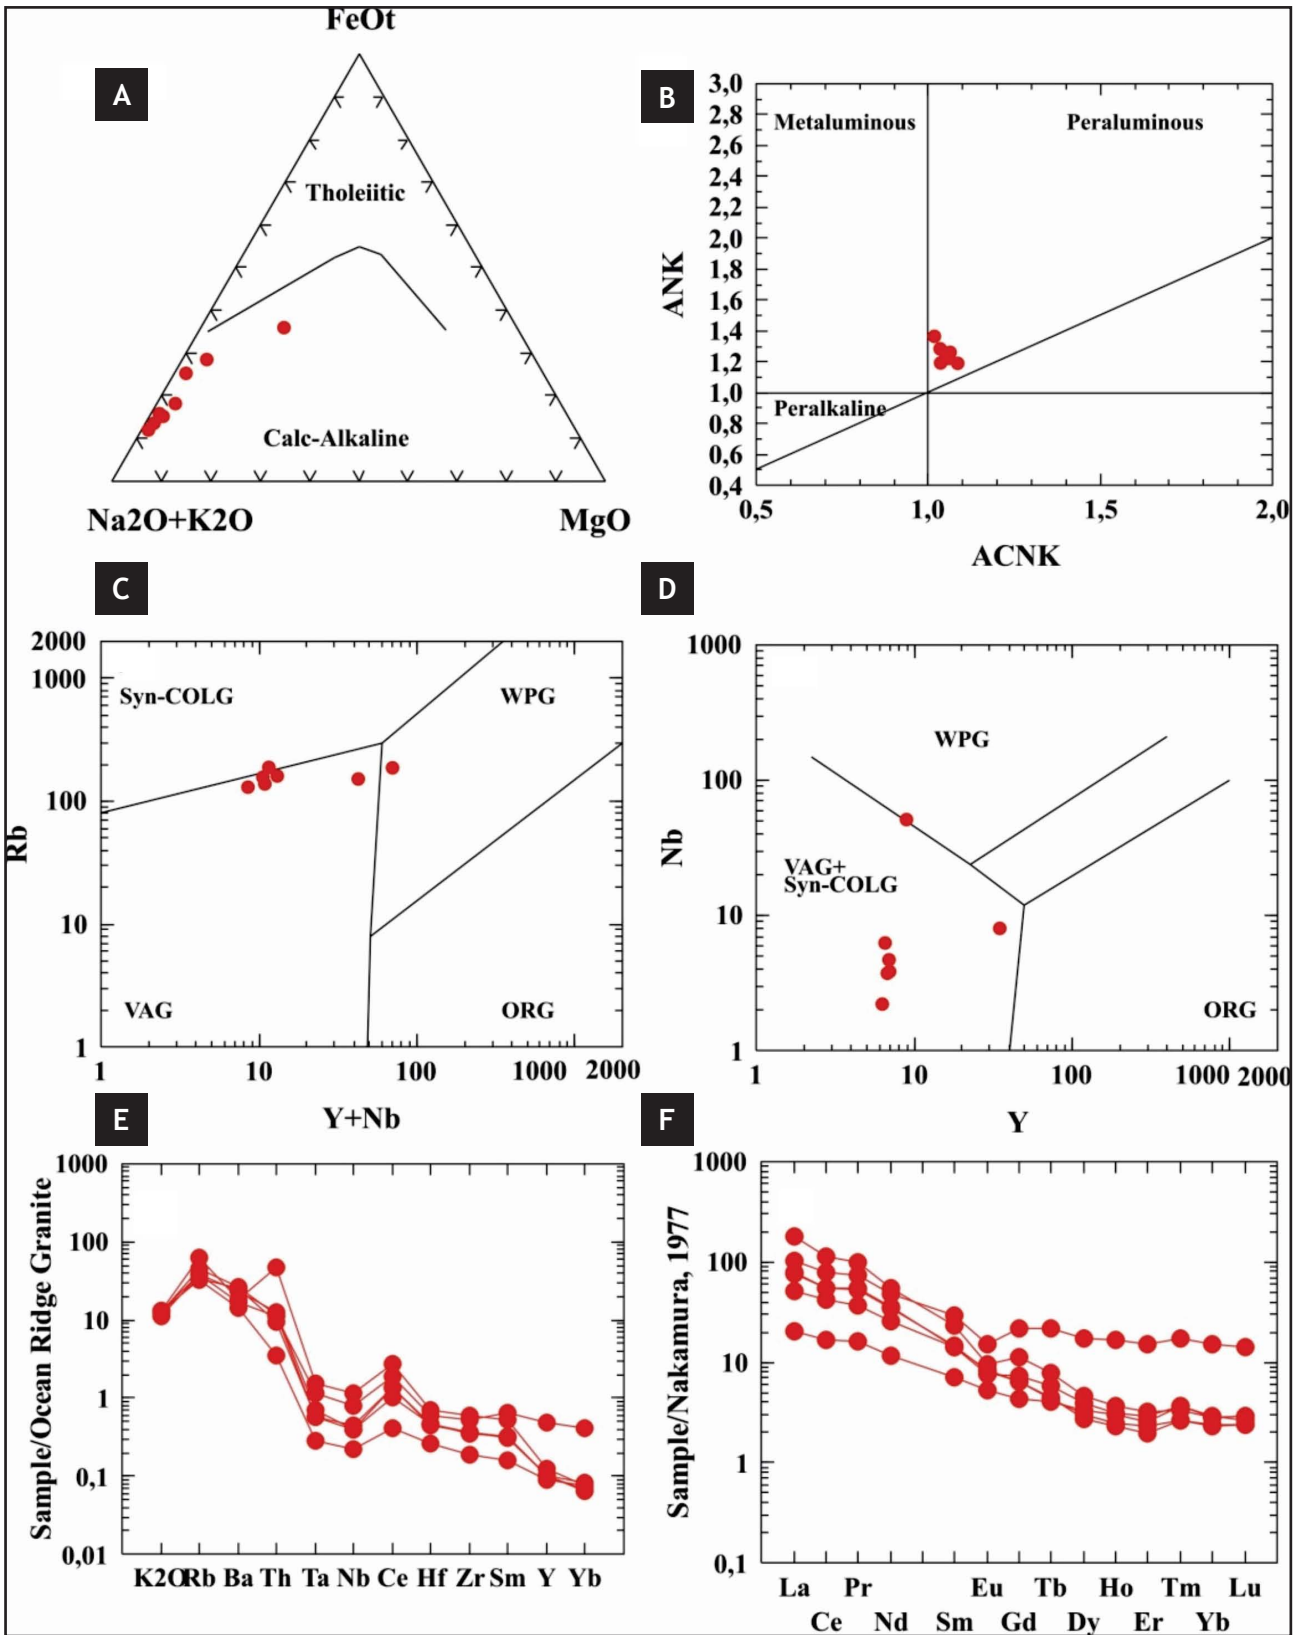 A
FeOt
Tholeiitic
Calc-Alkaline
Na2O+K2O
MgO
B
ANK
3,0
2,8
2,6
2,4
2,2
2,0
1,8
1,6
1,4
1,2
1,0
0,8
0,6
0,4
Metaluminous
Peraluminous
Peralkaline
0,5
1,0
1,5
2,0
ACNK
C
Rb
2000
1000
100
10
1
Syn-COLG
WPG
VAG
ORG
1
10
100
1000
2000
Y+Nb
D
Nb
1000
100
10
1
WPG
VAG+
Syn-COLG
ORG
1
10
100
1000
2000
Y
E
Sample/Ocean Ridge Granite
1000
100
10
1
0,1
0,01
K2O Rb Ba Th Ta Nb Ce Hf Zr Sm Y Yb
F
Sample/Nakamura, 1977
1000
100
10
1
0,1
La Pr Eu Tb Ho Tm Lu
Ce Nd Sm Gd Dy Er Yb